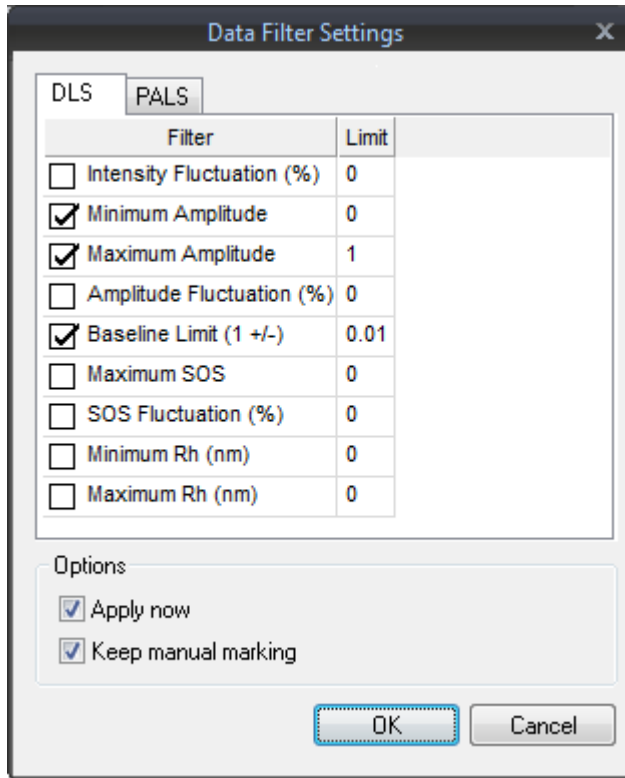 Data Filter Settings
DLS PALS
Filter Limit
Intensity Fluctuation (%) 0
Minimum Amplitude 0
Maximum Amplitude 1
Amplitude Fluctuation (%) 0
Baseline Limit (1 +/-) 0.01
Maximum SOS 0
SOS Fluctuation (%) 0
Minimum Rh (nm) 0
Maximum Rh (nm) 0
Options
Apply now
Keep manual marking
OK Cancel